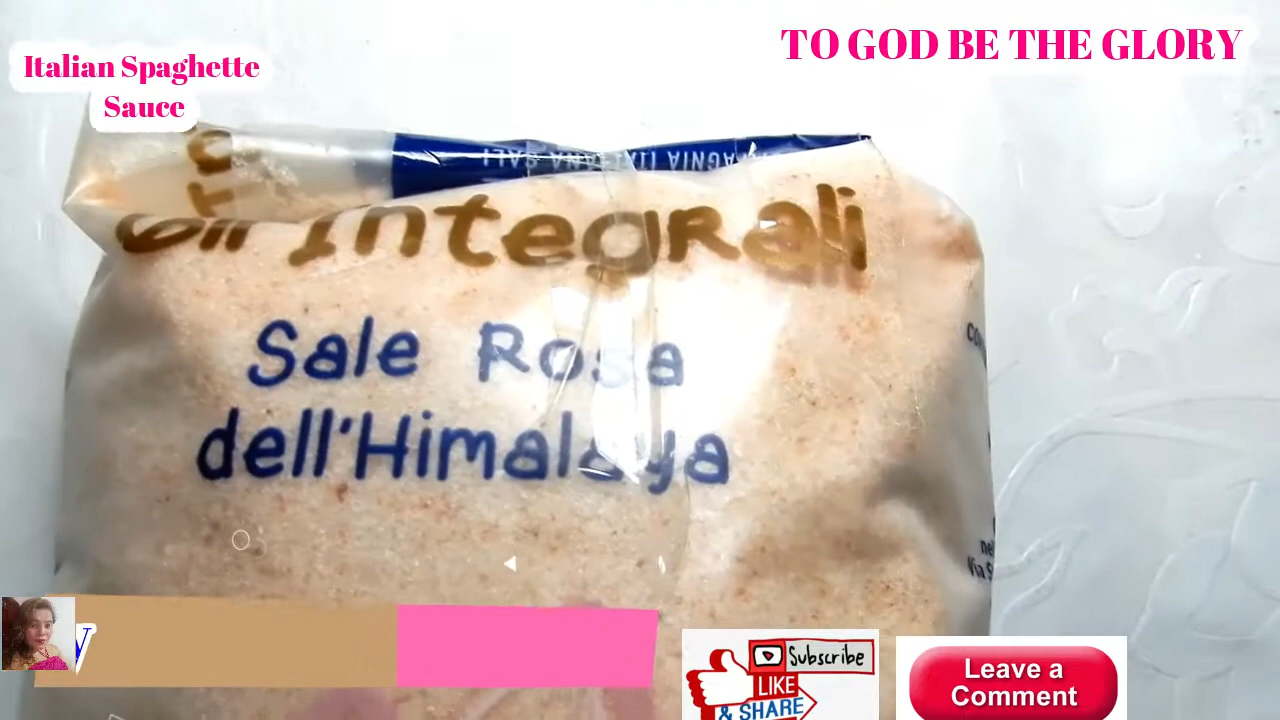 TO GOD BE THE GLORY
Italian Spaghette
Sauce
Integrali
Sale Rosa
dell'Himalaya
Subscribe
LIKE
& SHARE
Leave a
Comment